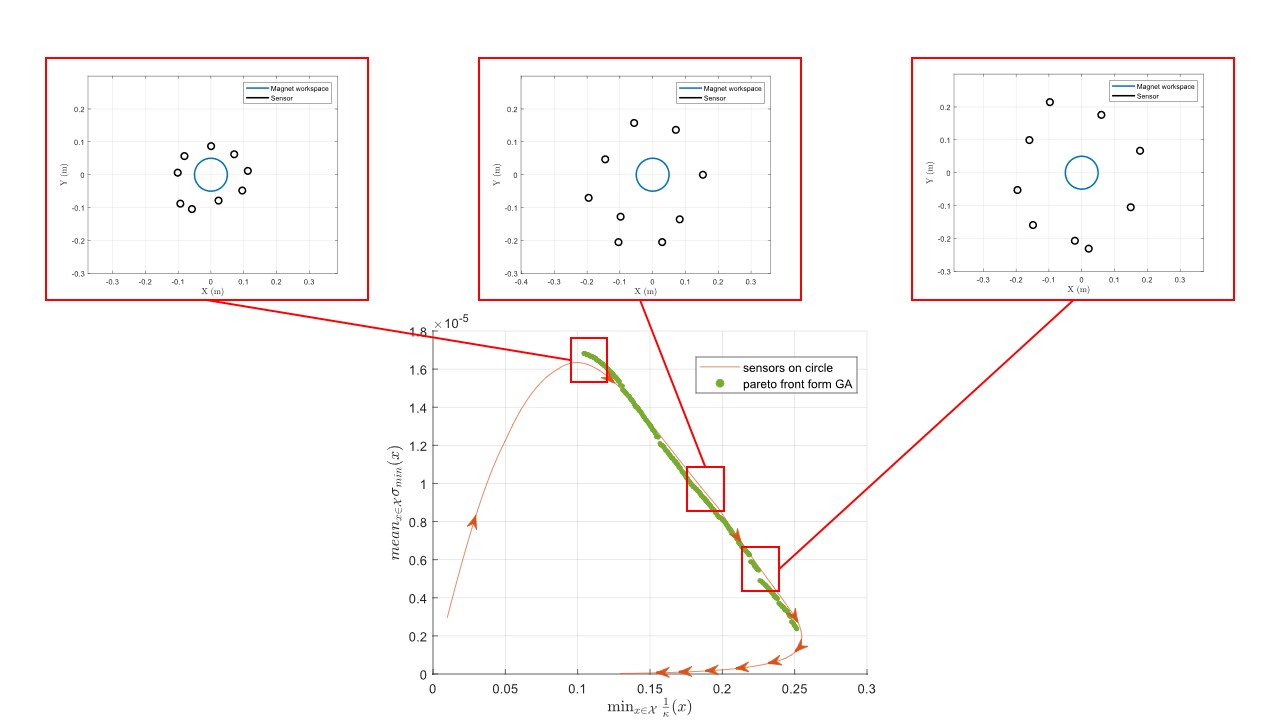 Magnet workspace
Sensor
0.2
0.1
0
-0.1
-0.2
-0.3
Y (m)
-0.3 -0.2 -0.1 0 0.1 0.2 0.3
X (m)
Magnet workspace
Sensor
0.2
0.1
0
-0.1
-0.2
-0.3
Y (m)
-0.4 -0.3 -0.2 -0.1 0 0.1 0.2 0.3
X (m)
Magnet workspace
Sensor
0.2
0.1
0
-0.1
-0.2
-0.3
Y (m)
-0.3 -0.2 -0.1 0 0.1 0.2 0.3
X (m)
×10⁻⁵
1.8
1.6
1.4
1.2
1
0.8
0.6
0.4
0.2
0
mean_{x∈𝒳} σ_{min}(x)
sensors on circle
pareto front form GA
0 0.05 0.1 0.15 0.2 0.25 0.3
min_{x∈𝒳} 1/κ (x)